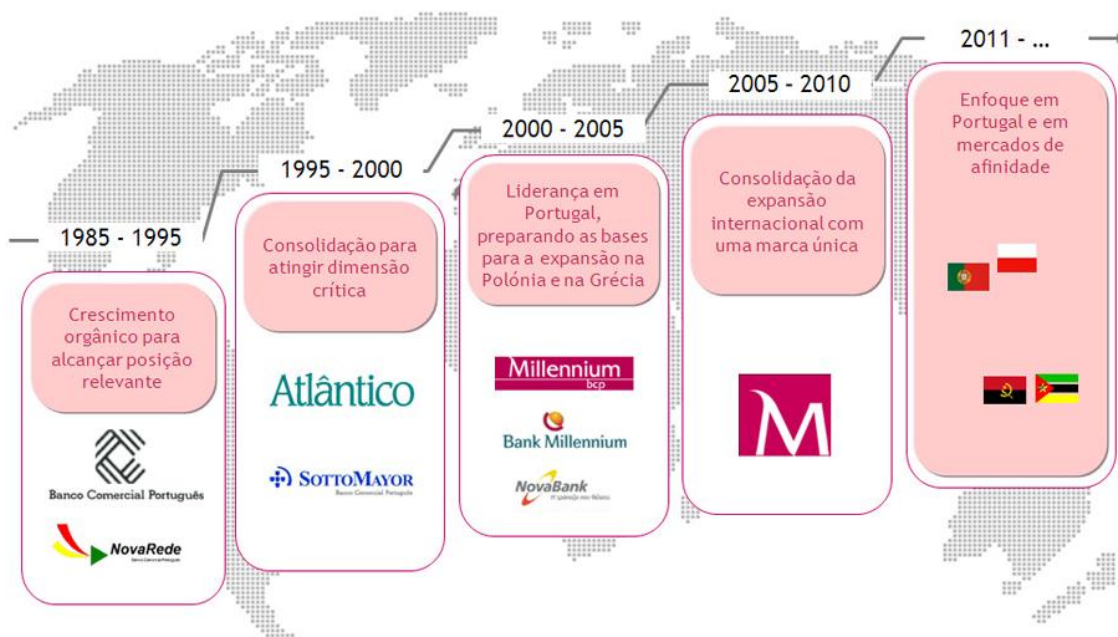 1985 - 1995
Crescimento
orgânico para
alcançar posição
relevante
Banco Comercial Português
NovaRede
1995 - 2000
Consolidação para
atingir dimensão
crítica
Atlântico
SOTTOMAYOR
Banco Comercial Português
2000 - 2005
Liderança em
Portugal,
preparando as bases
para a expansão na
Polónia e na Grécia
Millennium
bcp
Bank Millennium
NovaBank
2005 - 2010
Consolidação da
expansão
internacional com
uma marca única
M
2011 - ...
Enfoque em
Portugal e em
mercados de
afinidade